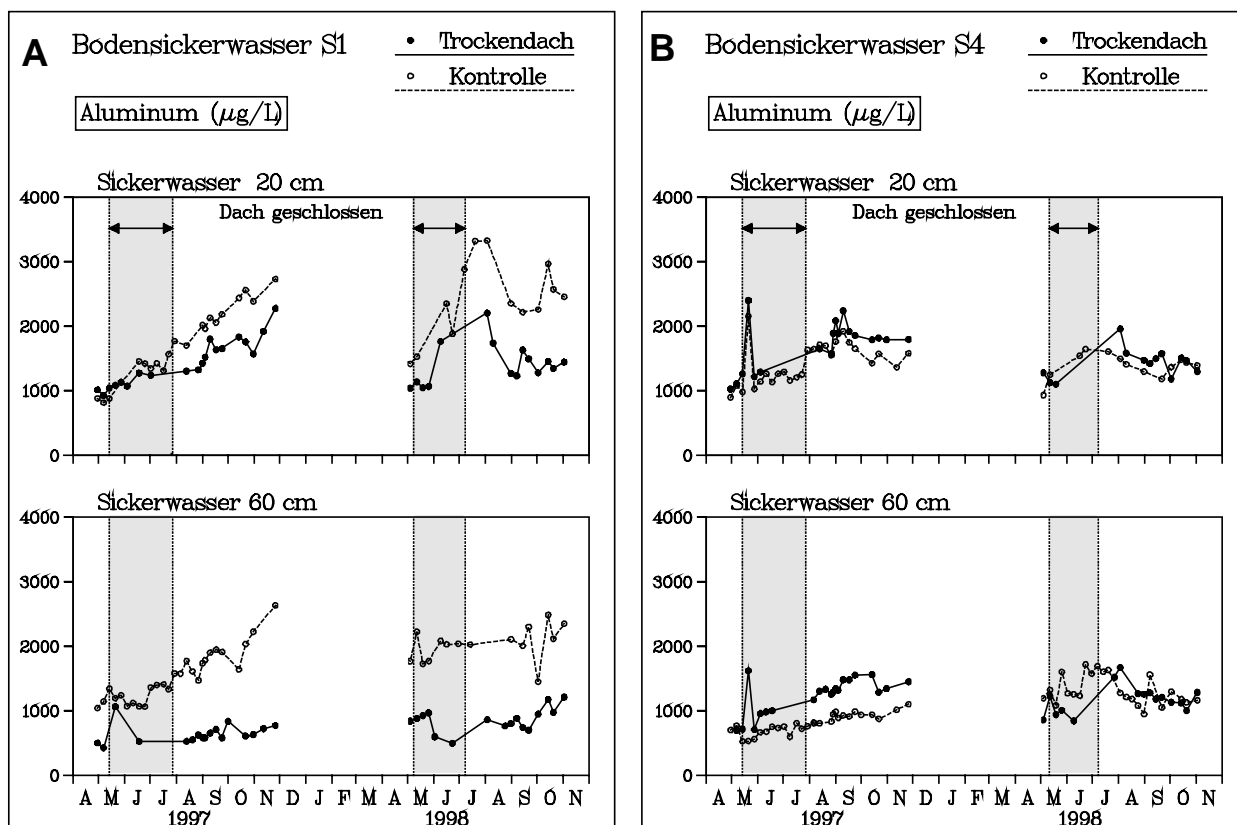 A Bodensickerwasser S1
Trockendach
Kontrolle
Aluminum (µg/L)
Sickerwasser 20 cm
Dach geschlossen
4000
3000
2000
1000
0
Sickerwasser 60 cm
4000
3000
2000
1000
0
A M J J A S O N D J F M A M J J A S O N
1997 1998
B Bodensickerwasser S4
Trockendach
Kontrolle
Aluminum (µg/L)
Sickerwasser 20 cm
Dach geschlossen
4000
3000
2000
1000
0
Sickerwasser 60 cm
4000
3000
2000
1000
0
A M J J A S O N D J F M A M J J A S O N
1997 1998